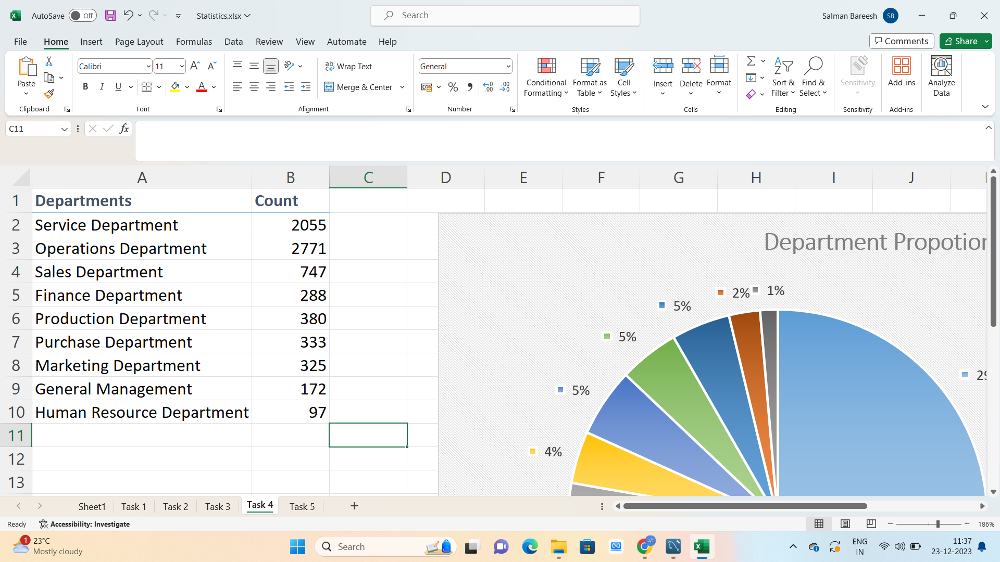 AutoSave Off Statistics.xlsx Search Salman Bareesh SB
File Home Insert Page Layout Formulas Data Review View Automate Help Comments Share
Paste
Clipboard
Calibri 11
B I U
Font
Wrap Text
Merge & Center
Alignment
General
Number
Conditional Formatting
Format as Table
Cell Styles
Styles
Insert Delete Format
Cells
Sort & Filter
Find & Select
Editing
Sensitivity
Sensitivity
Add-ins
Add-ins
Analyze Data
C11 fx
A B C D E F G H I J
1 Departments Count
2 Service Department 2055
3 Operations Department 2771
4 Sales Department 747
5 Finance Department 288
6 Production Department 380
7 Purchase Department 333
8 Marketing Department 325
9 General Management 172
10 Human Resource Department 97
11
12
13
Department Propotion
2% 1%
5%
5%
5%
4%
Sheet1 Task 1 Task 2 Task 3 Task 4 Task 5
Ready Accessibility: Investigate 186%
1 23°C
Mostly cloudy
Search
ENG
IN
11:37
23-12-2023